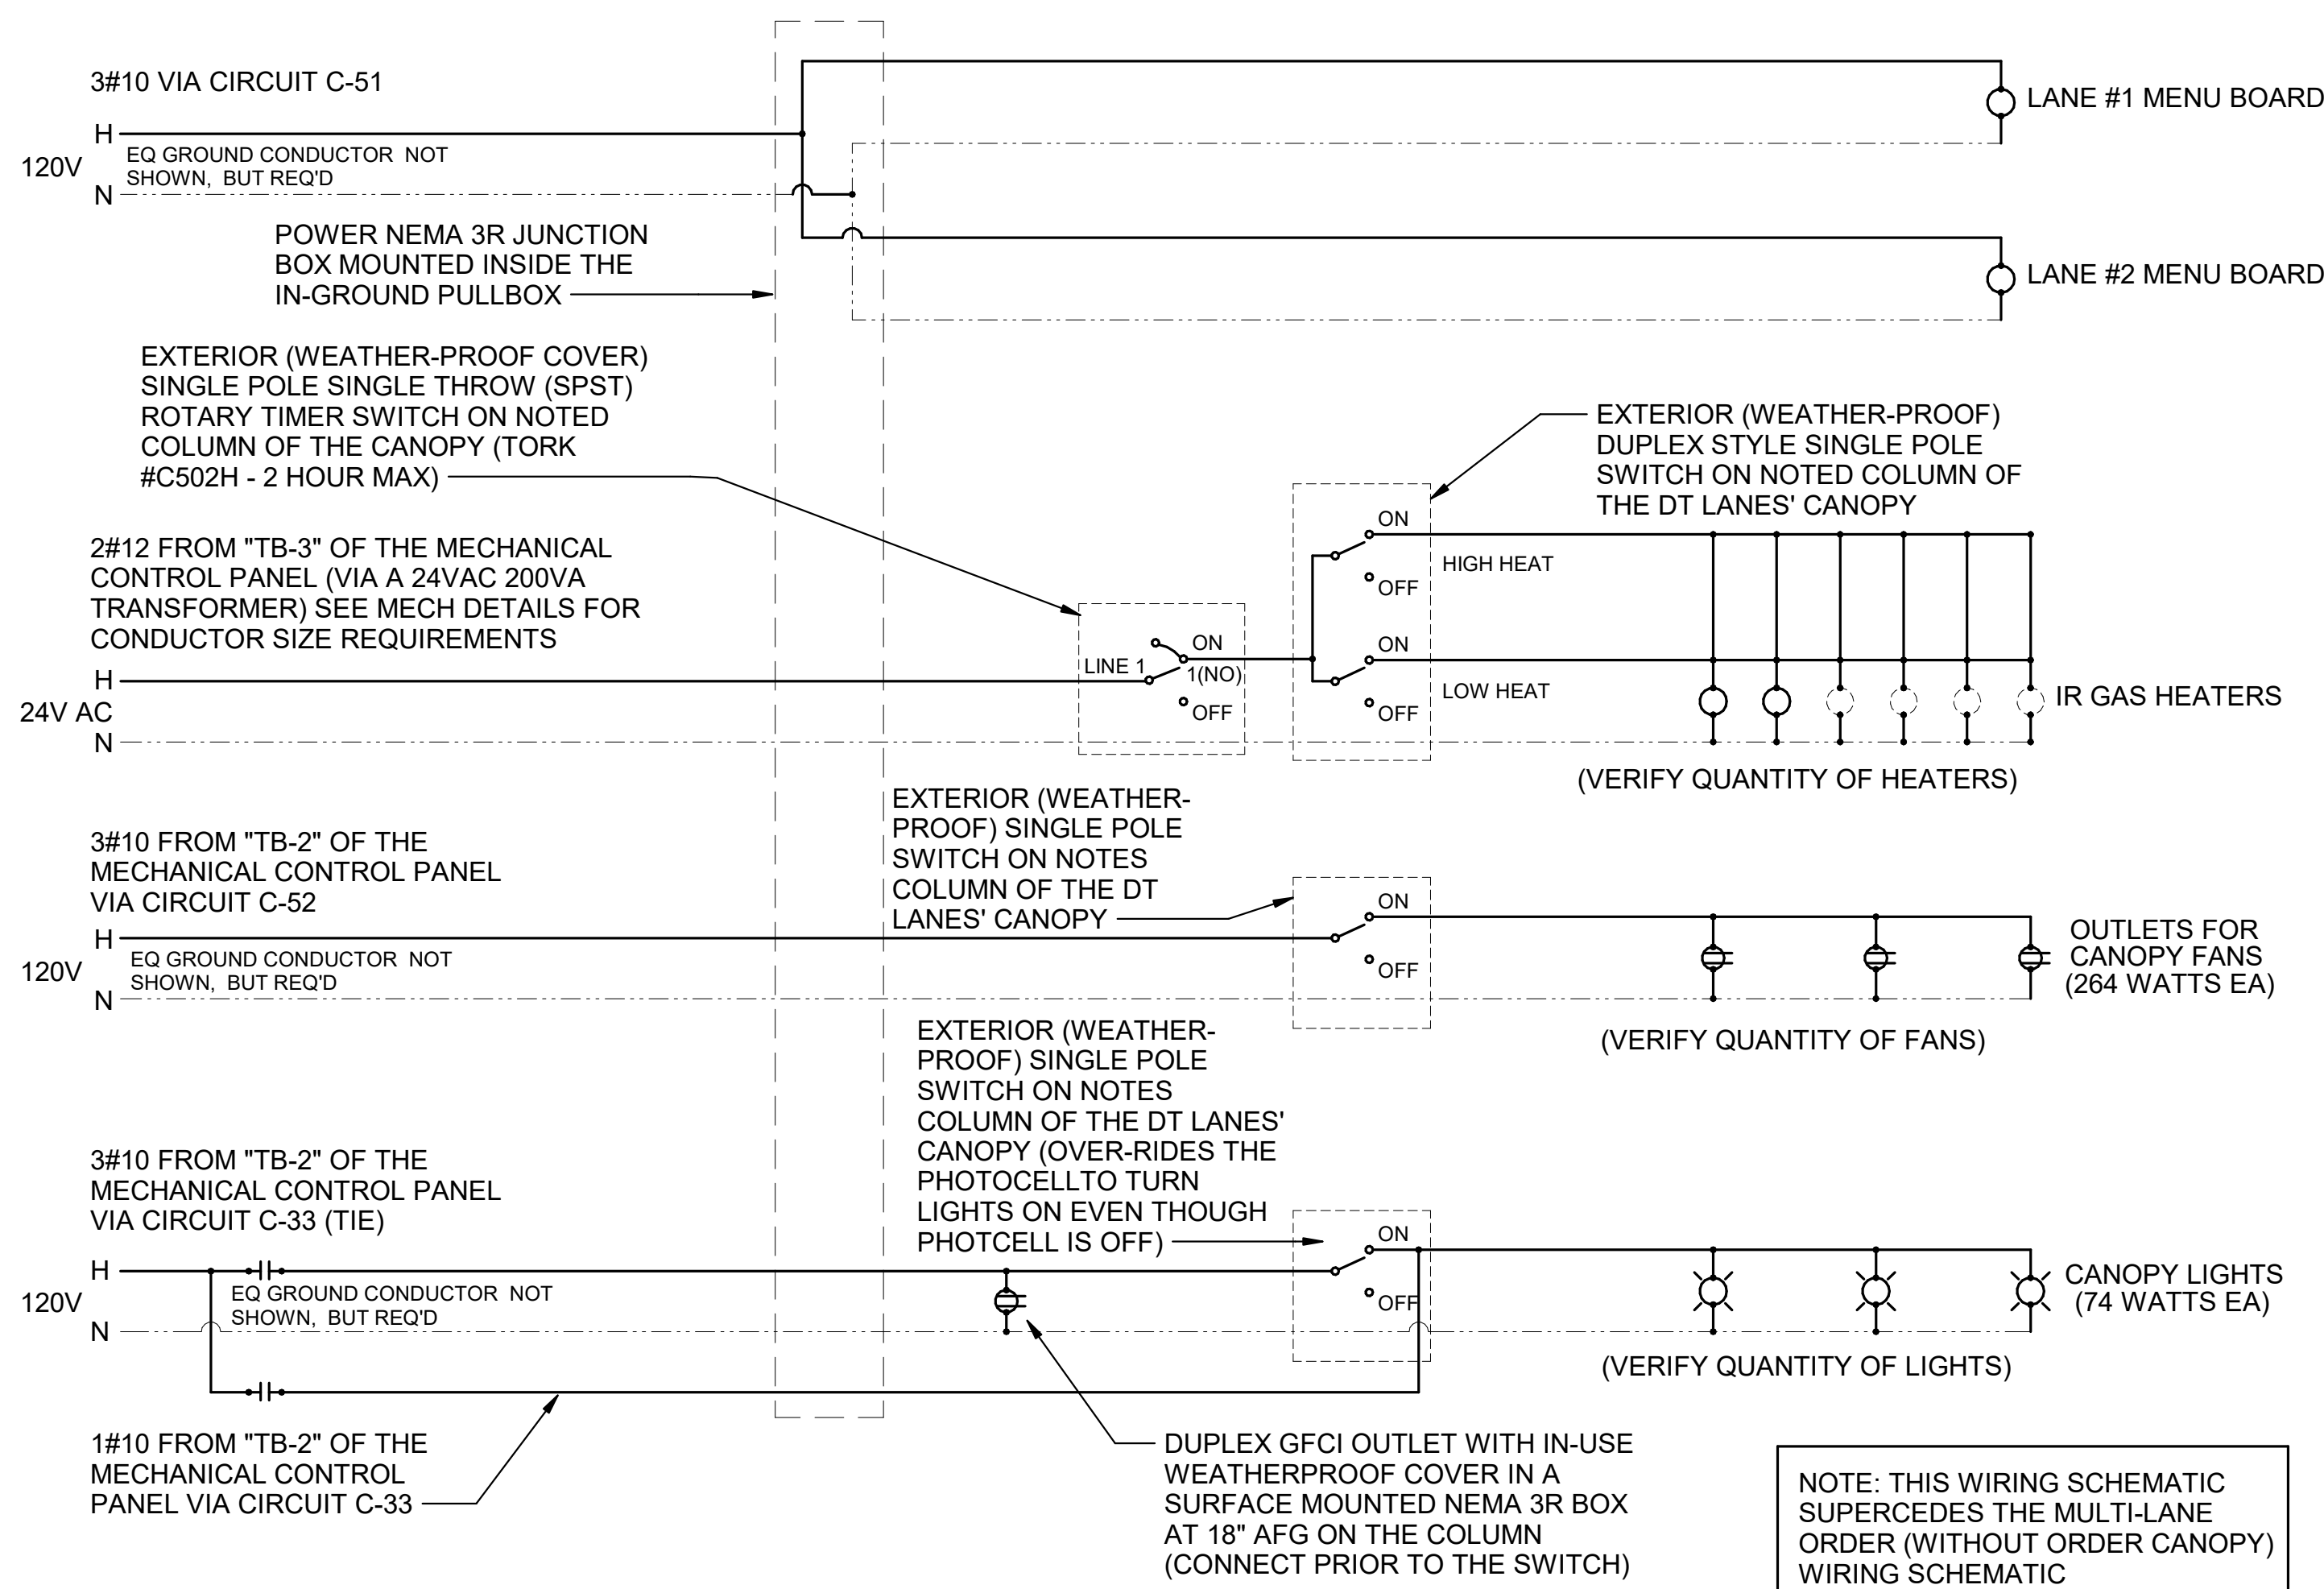 3#10 VIA CIRCUIT C-51
H
120V
N
EQ GROUND CONDUCTOR  NOT
SHOWN,  BUT REQ'D
LANE #1 MENU BOARD
LANE #2 MENU BOARD
POWER NEMA 3R JUNCTION
BOX MOUNTED INSIDE THE
IN-GROUND PULLBOX
EXTERIOR (WEATHER-PROOF COVER)
SINGLE POLE SINGLE THROW (SPST)
ROTARY TIMER SWITCH ON NOTED
COLUMN OF THE CANOPY (TORK
#C502H - 2 HOUR MAX)
EXTERIOR (WEATHER-PROOF)
DUPLEX STYLE SINGLE POLE
SWITCH ON NOTED COLUMN OF
THE DT LANES' CANOPY
2#12 FROM "TB-3" OF THE MECHANICAL
CONTROL PANEL (VIA A 24VAC 200VA
TRANSFORMER) SEE MECH DETAILS FOR
CONDUCTOR SIZE REQUIREMENTS
H
24V AC
N
LINE 1
ON
1(NO)
OFF
ON
OFF
HIGH HEAT
ON
OFF
LOW HEAT
IR GAS HEATERS
(VERIFY QUANTITY OF HEATERS)
3#10 FROM "TB-2" OF THE
MECHANICAL CONTROL PANEL
VIA CIRCUIT C-52
H
120V
N
EQ GROUND CONDUCTOR  NOT
SHOWN,  BUT REQ'D
EXTERIOR (WEATHER-
PROOF) SINGLE POLE
SWITCH ON NOTES
COLUMN OF THE DT
LANES' CANOPY
ON
OFF
OUTLETS FOR
CANOPY FANS
(264 WATTS EA)
(VERIFY QUANTITY OF FANS)
3#10 FROM "TB-2" OF THE
MECHANICAL CONTROL PANEL
VIA CIRCUIT C-33 (TIE)
H
120V
N
EQ GROUND CONDUCTOR  NOT
SHOWN,  BUT REQ'D
EXTERIOR (WEATHER-
PROOF) SINGLE POLE
SWITCH ON NOTES
COLUMN OF THE DT LANES'
CANOPY (OVER-RIDES THE
PHOTOCELLTO TURN
LIGHTS ON EVEN THOUGH
PHOTCELL IS OFF)
ON
OFF
CANOPY LIGHTS
(74 WATTS EA)
(VERIFY QUANTITY OF LIGHTS)
1#10 FROM "TB-2" OF THE
MECHANICAL CONTROL
PANEL VIA CIRCUIT C-33
DUPLEX GFCI OUTLET WITH IN-USE
WEATHERPROOF COVER IN A
SURFACE MOUNTED NEMA 3R BOX
AT 18" AFG ON THE COLUMN
(CONNECT PRIOR TO THE SWITCH)
NOTE: THIS WIRING SCHEMATIC
SUPERCEDES THE MULTI-LANE
ORDER (WITHOUT ORDER CANOPY)
WIRING SCHEMATIC